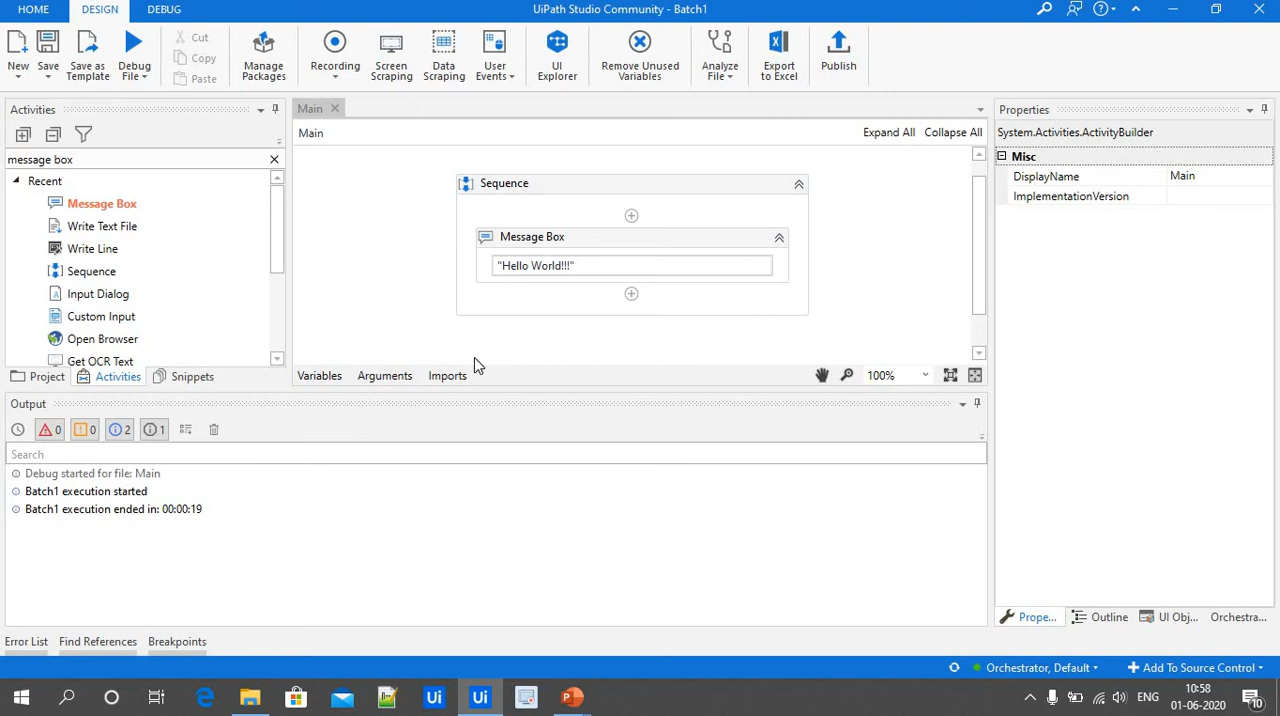 HOME
DESIGN
DEBUG
UiPath Studio Community - Batch1
New
Save
Save as
Template
Debug
File
Cut
Copy
Paste
Manage
Packages
Recording
Screen
Scraping
Data
Scraping
User
Events
UI
Explorer
Remove Unused
Variables
Analyze
File
Export
to Excel
Publish
Activities
message box
Recent
Message Box
Write Text File
Write Line
Sequence
Input Dialog
Custom Input
Open Browser
Get OCR Text
Project
Activities
Snippets
Main
Main
Expand All
Collapse All
Sequence
Message Box
"Hello World!!!"
Variables
Arguments
Imports
100%
Properties
System.Activities.ActivityBuilder
Misc
DisplayName
Main
ImplementationVersion
Prope...
Outline
UI Obj...
Orchestra...
Output
0
0
2
1
Search
Debug started for file: Main
Batch1 execution started
Batch1 execution ended in: 00:00:19
Error List
Find References
Breakpoints
Orchestrator, Default
Add To Source Control
Ui
Ui
ENG
10:58
01-06-2020
10